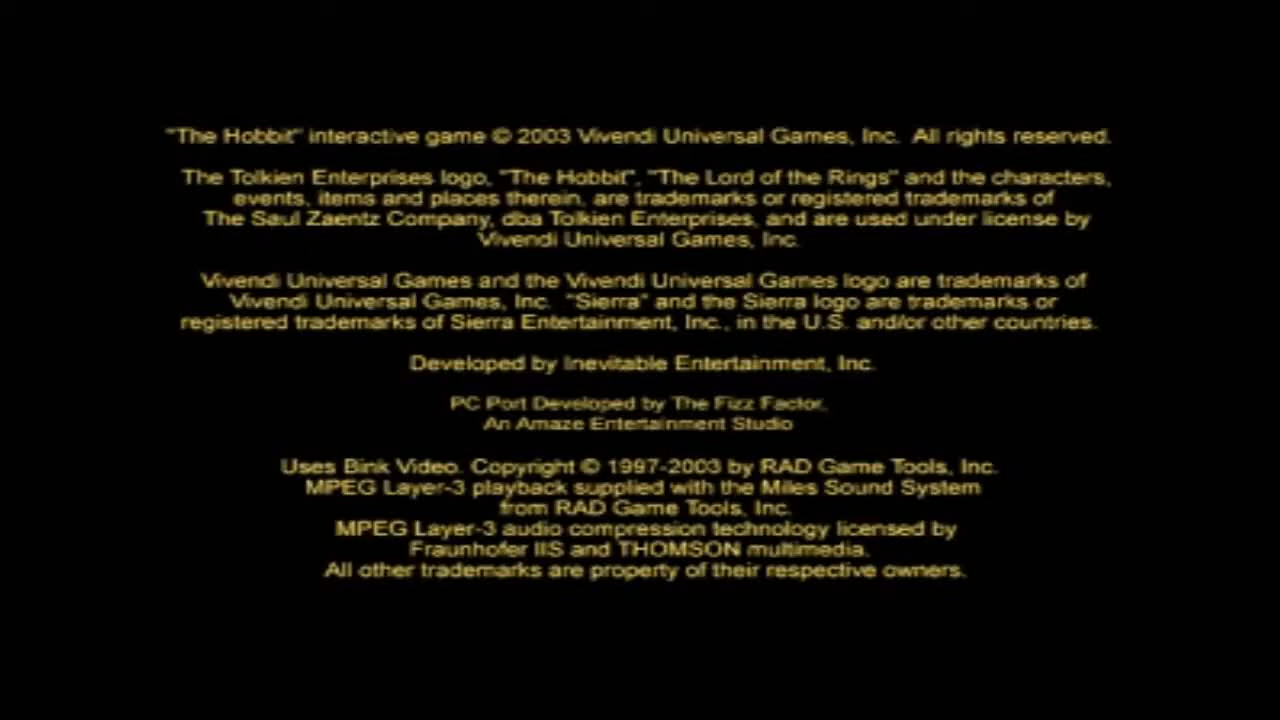 "The Hobbit" interactive game © 2003 Vivendi Universal Games, Inc.  All rights reserved.
The Tolkien Enterprises logo, "The Hobbit", "The Lord of the Rings" and the characters,
events, items and places therein, are trademarks or registered trademarks of
The Saul Zaentz Company, dba Tolkien Enterprises, and are used under license by
Vivendi Universal Games, Inc.
Vivendi Universal Games and the Vivendi Universal Games logo are trademarks of
Vivendi Universal Games, Inc.  "Sierra" and the Sierra logo are trademarks or
registered trademarks of Sierra Entertainment, Inc., in the U.S. and/or other countries.
Developed by Inevitable Entertainment, Inc.
PC Port Developed by The Fizz Factor,
An Amaze Entertainment Studio
Uses Bink Video. Copyright © 1997-2003 by RAD Game Tools, Inc.
MPEG Layer-3 playback supplied with the Miles Sound System
from RAD Game Tools, Inc.
MPEG Layer-3 audio compression technology licensed by
Fraunhofer IIS and THOMSON multimedia.
All other trademarks are property of their respective owners.